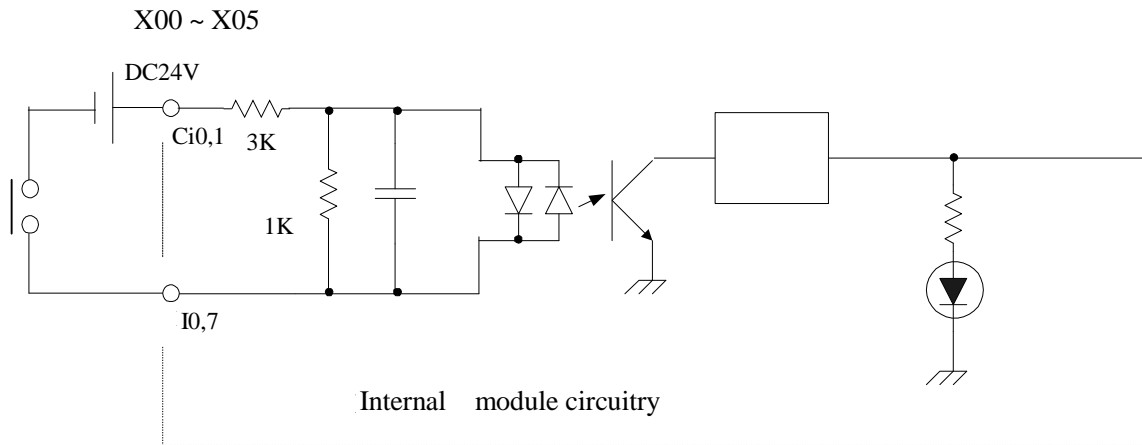 X00 ~ X05
DC24V
Ci0,1
3K
1K
I0,7
Internal module circuitry